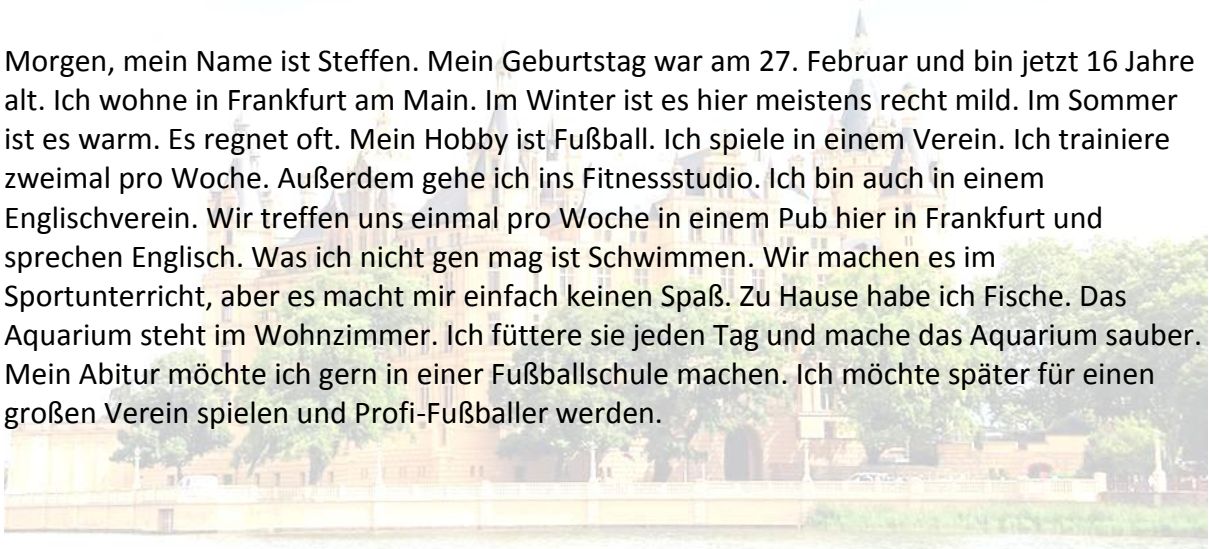 Morgen, mein Name ist Steffen. Mein Geburtstag war am 27. Februar und bin jetzt 16 Jahre
alt. Ich wohne in Frankfurt am Main. Im Winter ist es hier meistens recht mild. Im Sommer
ist es warm. Es regnet oft. Mein Hobby ist Fußball. Ich spiele in einem Verein. Ich trainiere
zweimal pro Woche. Außerdem gehe ich ins Fitnessstudio. Ich bin auch in einem
Englischverein. Wir treffen uns einmal pro Woche in einem Pub hier in Frankfurt und
sprechen Englisch. Was ich nicht gen mag ist Schwimmen. Wir machen es im
Sportunterricht, aber es macht mir einfach keinen Spaß. Zu Hause habe ich Fische. Das
Aquarium steht im Wohnzimmer. Ich füttere sie jeden Tag und mache das Aquarium sauber.
Mein Abitur möchte ich gern in einer Fußballschule machen. Ich möchte später für einen
großen Verein spielen und Profi-Fußballer werden.